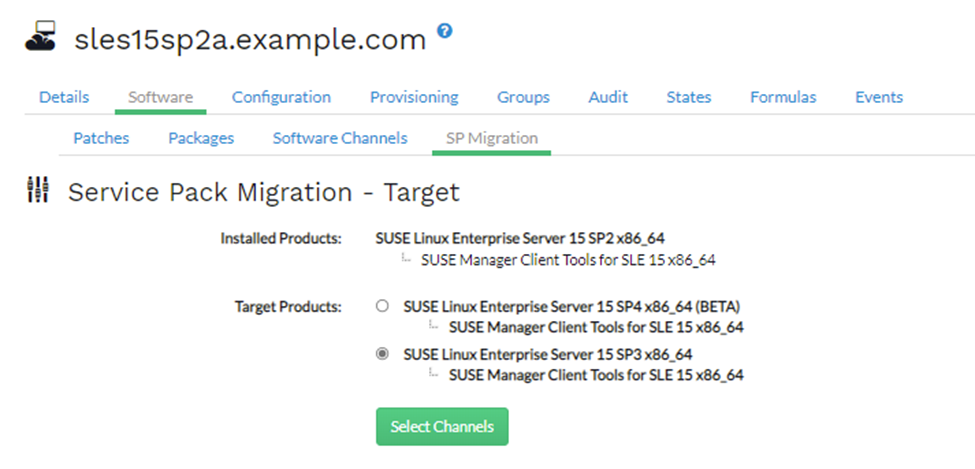 sles15sp2a.example.com ?
Details Software Configuration Provisioning Groups Audit States Formulas Events
Patches Packages Software Channels SP Migration
Service Pack Migration - Target
Installed Products: SUSE Linux Enterprise Server 15 SP2 x86_64
SUSE Manager Client Tools for SLE 15 x86_64
Target Products: SUSE Linux Enterprise Server 15 SP4 x86_64 (BETA)
SUSE Manager Client Tools for SLE 15 x86_64
SUSE Linux Enterprise Server 15 SP3 x86_64
SUSE Manager Client Tools for SLE 15 x86_64
Select Channels